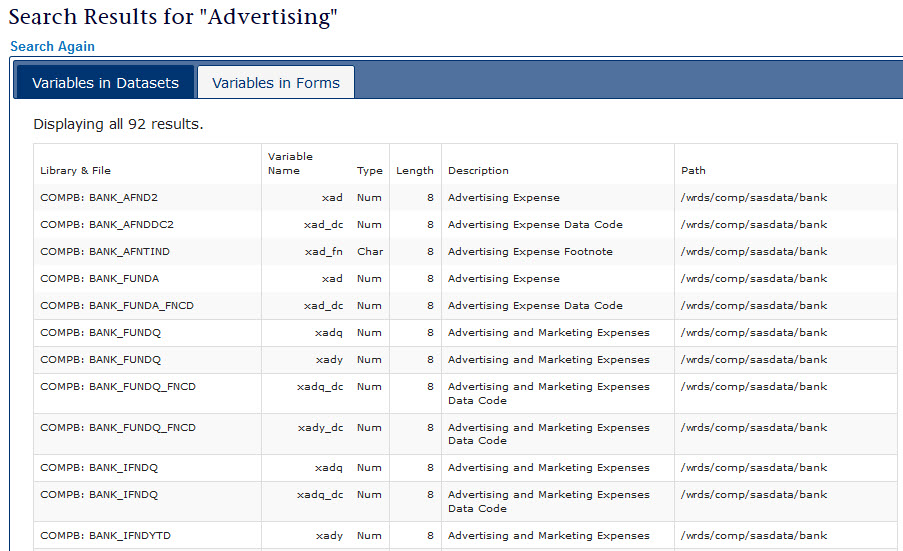 Search Results for "Advertising"
Search Again
Variables in Datasets Variables in Forms
Displaying all 92 results.
Library & File Variable Name Type Length Description Path
COMPB: BANK_AFND2 xad Num 8 Advertising Expense /wrds/comp/sasdata/bank
COMPB: BANK_AFNDDC2 xad_dc Num 8 Advertising Expense Data Code /wrds/comp/sasdata/bank
COMPB: BANK_AFNTIND xad_fn Char 8 Advertising Expense Footnote /wrds/comp/sasdata/bank
COMPB: BANK_FUNDA xad Num 8 Advertising Expense /wrds/comp/sasdata/bank
COMPB: BANK_FUNDA_FNCD xad_dc Num 8 Advertising Expense Data Code /wrds/comp/sasdata/bank
COMPB: BANK_FUNDQ xadq Num 8 Advertising and Marketing Expenses /wrds/comp/sasdata/bank
COMPB: BANK_FUNDQ xady Num 8 Advertising and Marketing Expenses /wrds/comp/sasdata/bank
COMPB: BANK_FUNDQ_FNCD xadq_dc Num 8 Advertising and Marketing Expenses /wrds/comp/sasdata/bank
Data Code
COMPB: BANK_FUNDQ_FNCD xady_dc Num 8 Advertising and Marketing Expenses /wrds/comp/sasdata/bank
Data Code
COMPB: BANK_IFNDQ xadq Num 8 Advertising and Marketing Expenses /wrds/comp/sasdata/bank
COMPB: BANK_IFNDQ xadq_dc Num 8 Advertising and Marketing Expenses /wrds/comp/sasdata/bank
Data Code
COMPB: BANK_IFNDYTD xady Num 8 Advertising and Marketing Expenses /wrds/comp/sasdata/bank